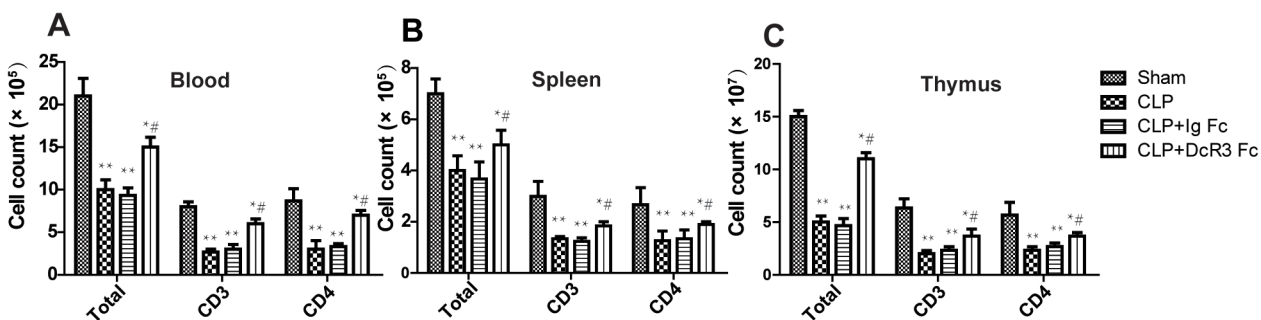 A
Blood
Cell count (× 10⁵)
25
20
15
10
5
0
** ** *#
** ** *#
** ** *#
Total
CD3
CD4
B
Spleen
Cell count (× 10⁵)
8
6
4
2
0
** ** *#
** ** *#
** ** *#
Total
CD3
CD4
C
Thymus
Cell count (× 10⁷)
20
15
10
5
0
** ** *#
** ** *#
** ** *#
Total
CD3
CD4
Sham
CLP
CLP+Ig Fc
CLP+DcR3 Fc